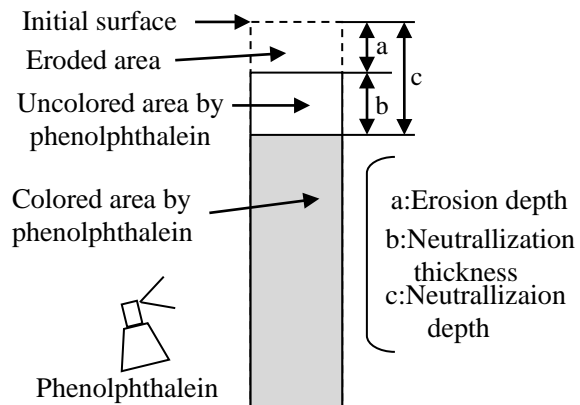 Initial surface
Eroded area
Uncolored area by
phenolphthalein
Colored area by
phenolphthalein
Phenolphthalein
a
b
c
a:Erosion depth
b:Neutrallization
thickness
c:Neutrallizaion
depth